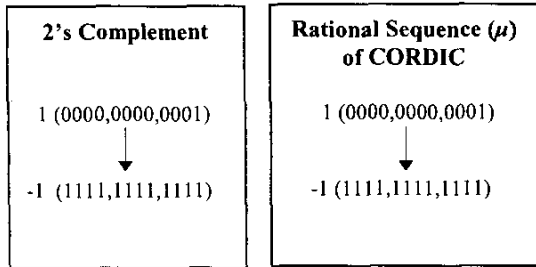 2's Complement
1 (0000,0000,0001)
-1 (1111,1111,1111)
Rational Sequence (μ)
of CORDIC
1 (0000,0000,0001)
-1 (1111,1111,1111)